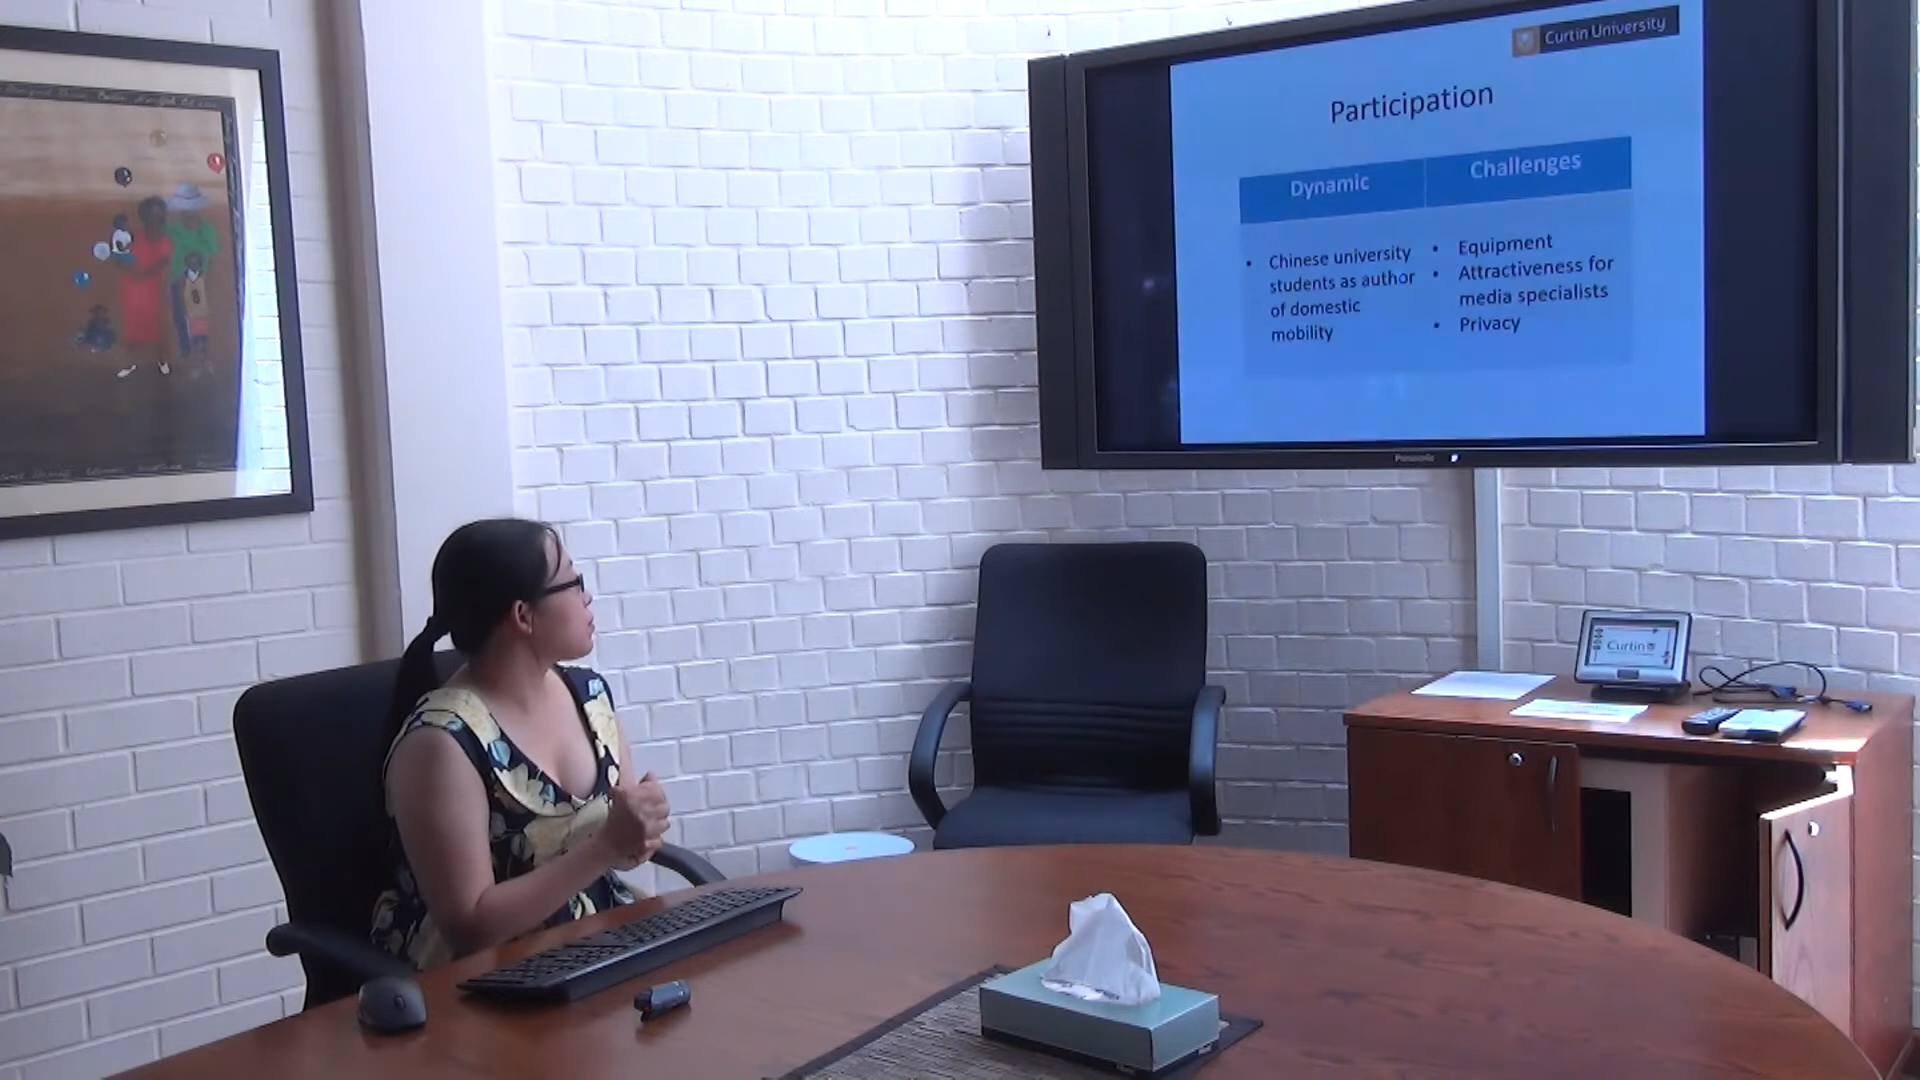 Curtin University
Participation
Dynamic
Challenges
• Chinese university
students as author
of domestic
mobility
• Equipment
• Attractiveness for
media specialists
• Privacy
Panasonic
Curtin